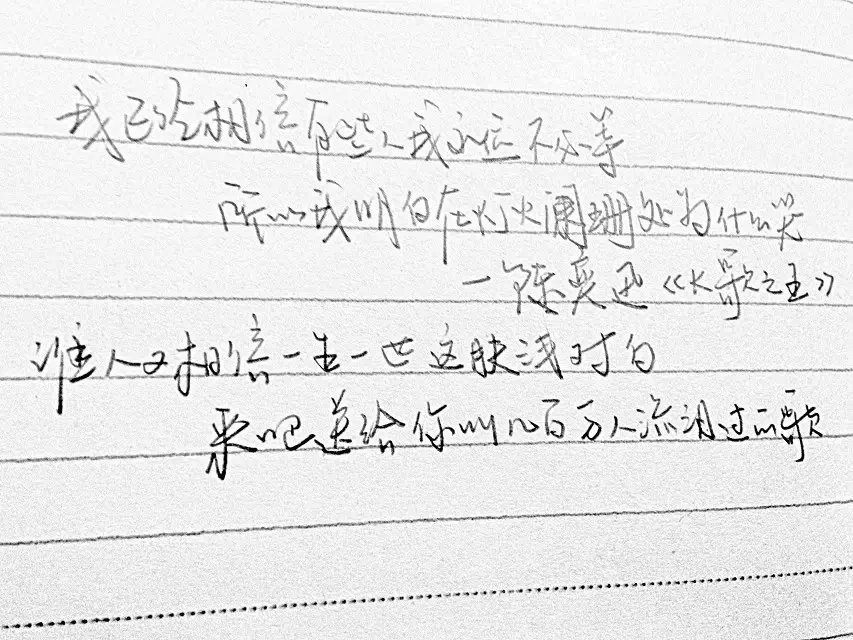 我已经相信有些人我永远不必等
所以我明白在灯火阑珊处为什么哭
—陈奕迅《K歌之王》
谁人又相信一生一世这肤浅对白
来吧送给你叫几百万人流泪过的歌